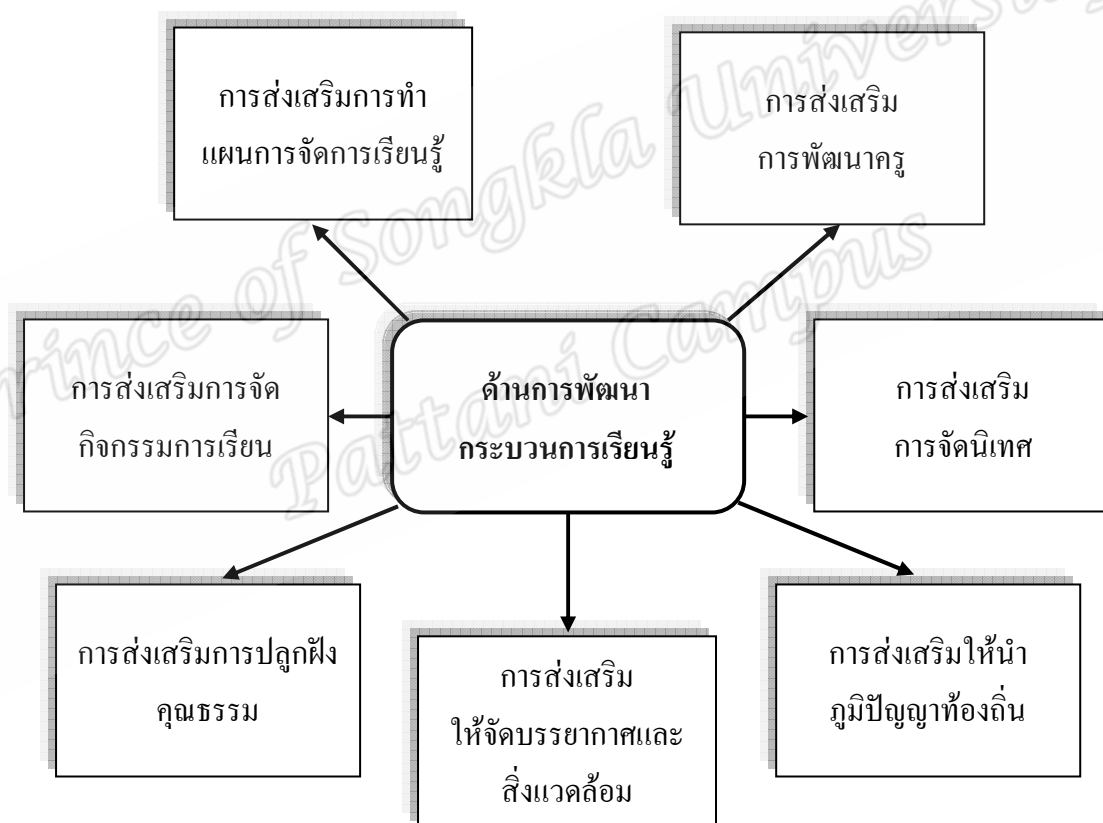 การส่งเสริมการทำ
แผนการจัดการเรียนรู้
การส่งเสริม
การพัฒนาครู
การส่งเสริมการจัด
กิจกรรมการเรียน
ด้านการพัฒนา
กระบวนการเรียนรู้
การส่งเสริม
การจัดนิเทศ
การส่งเสริมการปลูกฝัง
คุณธรรม
การส่งเสริม
ให้จัดบรรยากาศและ
สิ่งแวดล้อม
การส่งเสริมให้นำ
ภูมิปัญญาท้องถิ่น
Prince of Songkla University
Pattani Campus